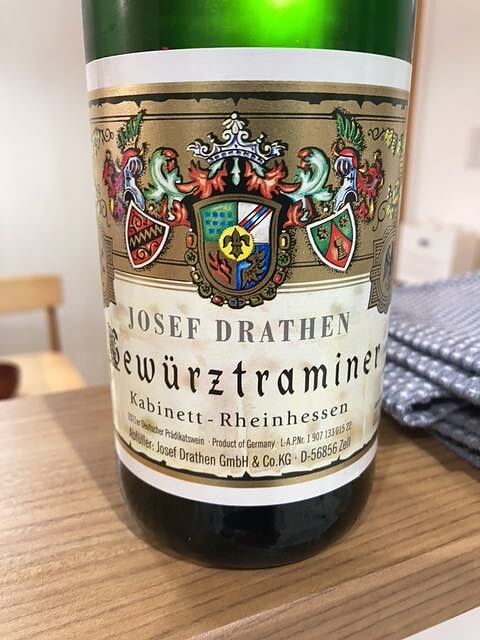 JOSEF DRATHEN
Gewürztraminer
Kabinett - Rheinhessen
Deutscher Prädikatswein · Product of Germany · L-A.P.Nr. 1 907 133 015 22
Abfüller: Josef Drathen GmbH & Co.KG · D-56856 Zell